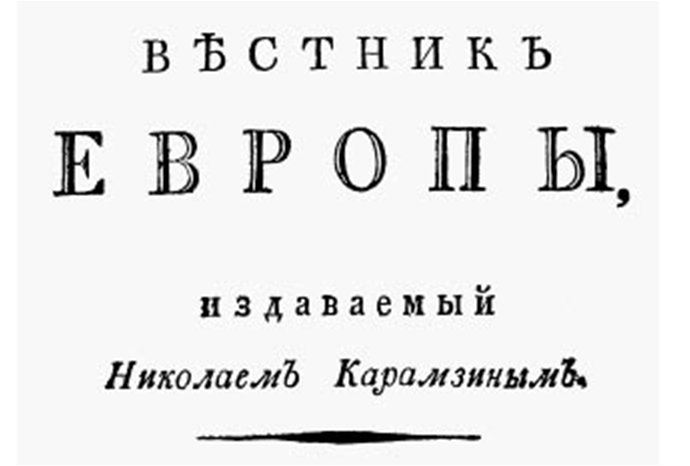 ВѢСТНИКЪ
ЕВРОПЫ,
издаваемый
Николаемъ Карамзинымъ.